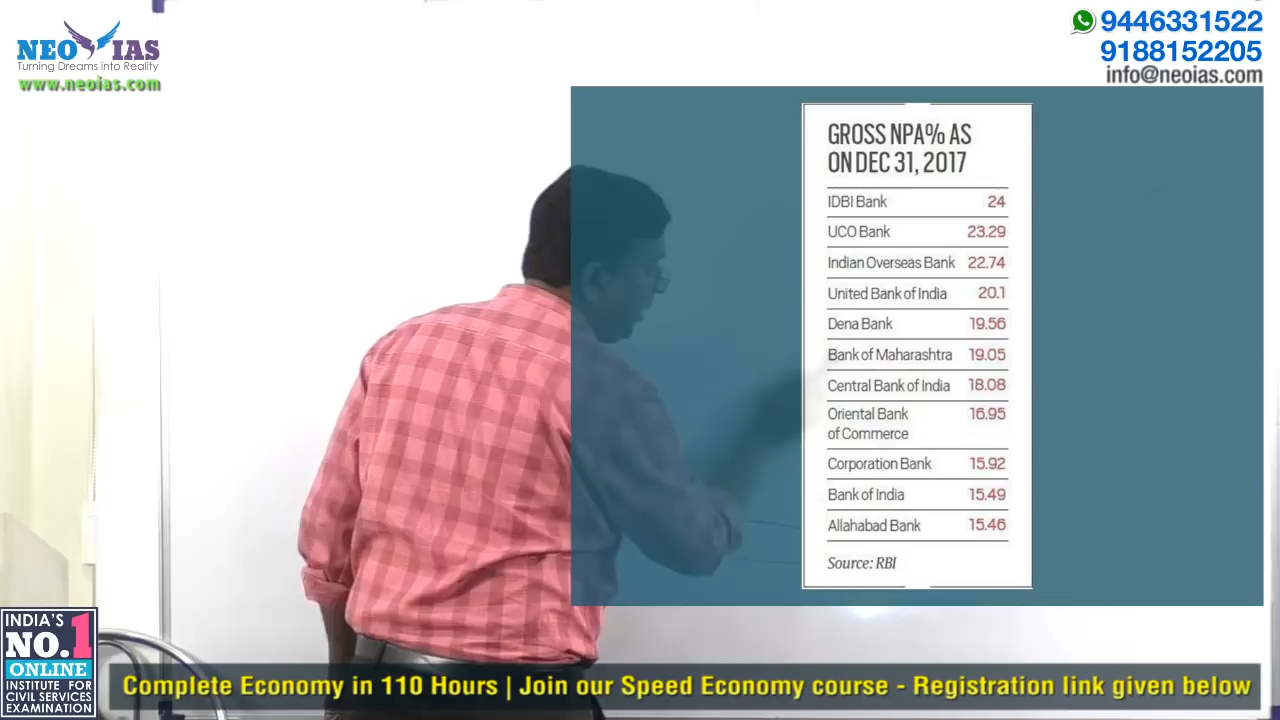 NEO IAS
Turning Dreams into Reality
www.neoias.com
9446331522
9188152205
info@neoias.com
GROSS NPA% AS
ON DEC 31, 2017
IDBI Bank 24
UCO Bank 23.29
Indian Overseas Bank 22.74
United Bank of India 20.1
Dena Bank 19.56
Bank of Maharashtra 19.05
Central Bank of India 18.08
Oriental Bank 16.95
of Commerce
Corporation Bank 15.92
Bank of India 15.49
Allahabad Bank 15.46
Source: RBI
INDIA'S
NO.1
ONLINE
INSTITUTE FOR
CIVIL SERVICES
EXAMINATION
Complete Economy in 110 Hours | Join our Speed Economy course - Registration link given below